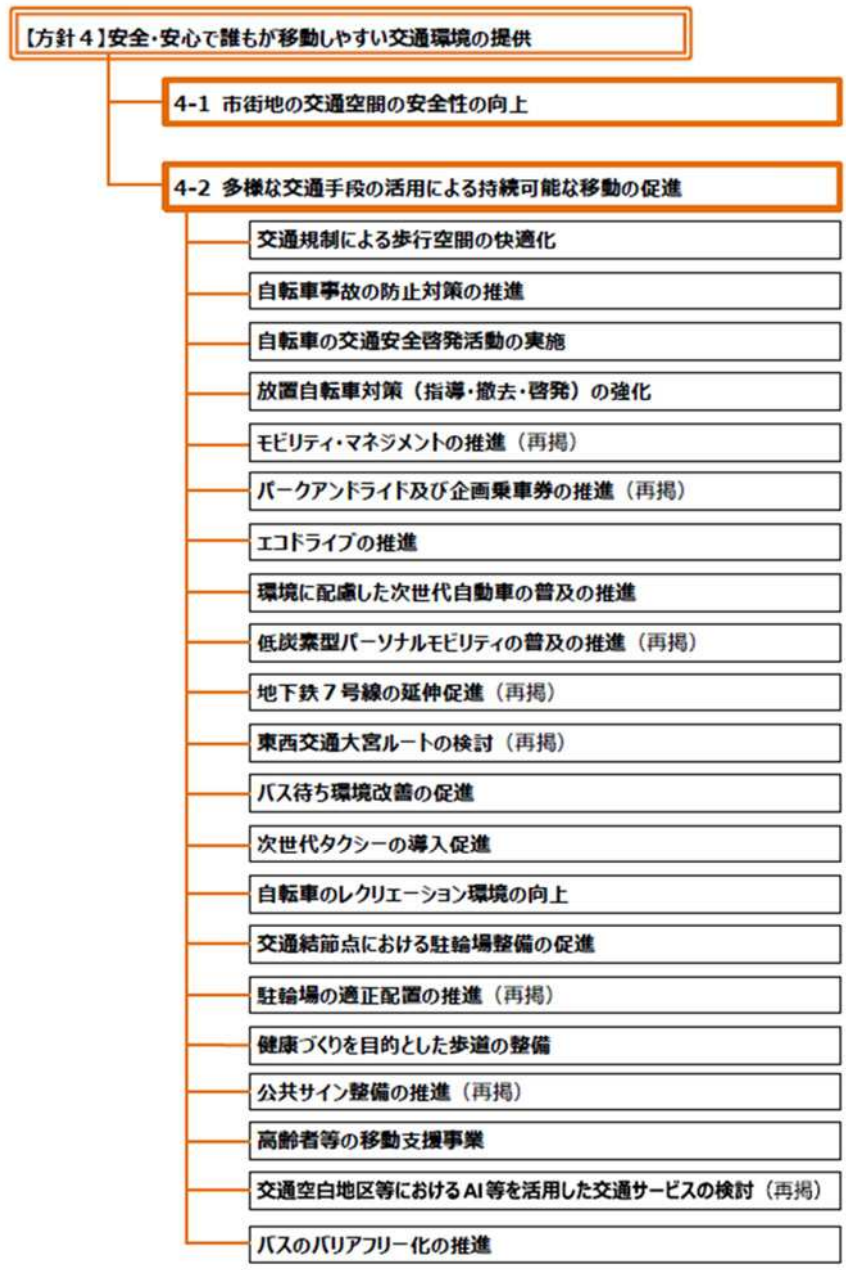 【方針４】安全・安心で誰もが移動しやすい交通環境の提供
4-1 市街地の交通空間の安全性の向上
4-2 多様な交通手段の活用による持続可能な移動の促進
交通規制による歩行空間の快適化
自転車事故の防止対策の推進
自転車の交通安全啓発活動の実施
放置自転車対策（指導・撤去・啓発）の強化
モビリティ・マネジメントの推進（再掲）
パークアンドライド及び企画乗車券の推進（再掲）
エコドライブの推進
環境に配慮した次世代自動車の普及の推進
低炭素型パーソナルモビリティの普及の推進（再掲）
地下鉄７号線の延伸促進（再掲）
東西交通大宮ルートの検討（再掲）
バス待ち環境改善の促進
次世代タクシーの導入促進
自転車のレクリエーション環境の向上
交通結節点における駐輪場整備の促進
駐輪場の適正配置の推進（再掲）
健康づくりを目的とした歩道の整備
公共サイン整備の推進（再掲）
高齢者等の移動支援事業
交通空白地区等におけるAI等を活用した交通サービスの検討（再掲）
バスのバリアフリー化の推進